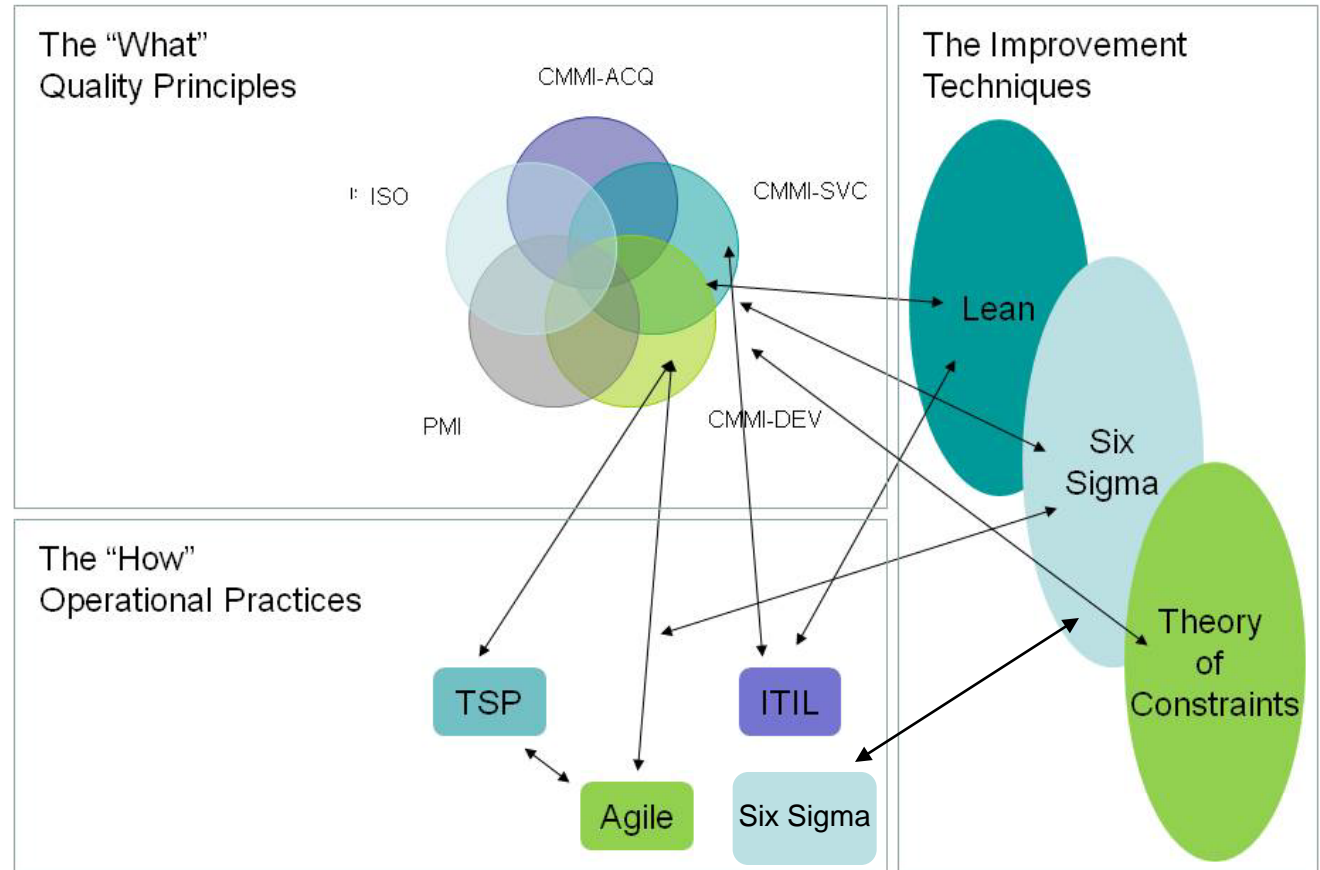 The “What”
Quality Principles
CMMI-ACQ
ISO
CMMI-SVC
PMI
CMMI-DEV
The Improvement
Techniques
Lean
Six
Sigma
Theory
of
Constraints
The “How”
Operational Practices
TSP
ITIL
Agile
Six Sigma